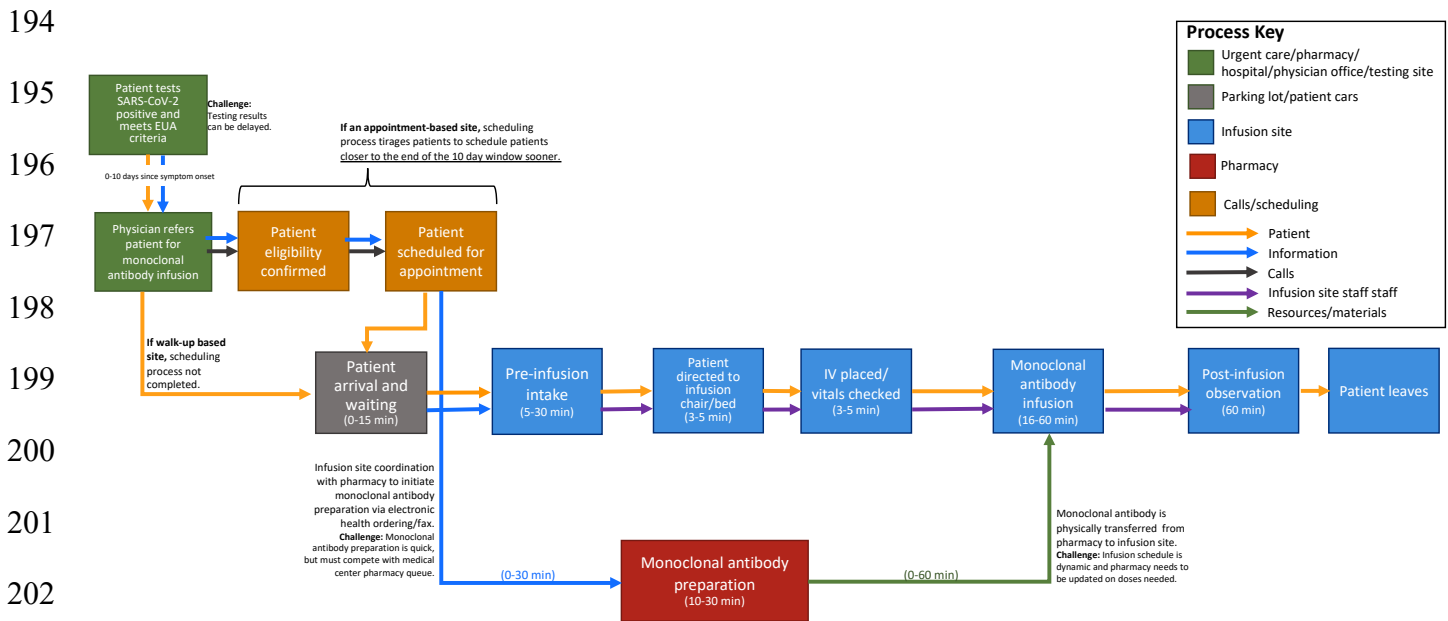 194
195
196
197
198
199
200
201
202
Patient tests
SARS-CoV-2
positive and
meets EUA
criteria
Challenge:
Testing results
can be delayed.
0-10 days since symptom onset
If an appointment-based site, scheduling
process tirages patients to schedule patients
closer to the end of the 10 day window sooner.
Physician refers
patient for
monoclonal
antibody infusion
Patient
eligibility
confirmed
Patient
scheduled for
appointment
If walk-up based
site, scheduling
process not
completed.
Patient
arrival and
waiting
(0-15 min)
Pre-infusion
intake
(5-30 min)
Patient
directed to
infusion
chair/bed
(3-5 min)
IV placed/
vitals checked
(3-5 min)
Monoclonal
antibody
infusion
(16-60 min)
Post-infusion
observation
(60 min)
Patient leaves
Infusion site coordination
with pharmacy to initiate
monoclonal antibody
preparation via electronic
health ordering/fax.
Challenge: Monoclonal
antibody preparation is quick,
but must compete with medical
center pharmacy queue.
(0-30 min)
Monoclonal antibody
preparation
(10-30 min)
(0-60 min)
Monoclonal antibody is
physically transferred from
pharmacy to infusion site.
Challenge: Infusion schedule is
dynamic and pharmacy needs to
be updated on doses needed.
Process Key
Urgent care/pharmacy/
hospital/physician office/testing site
Parking lot/patient cars
Infusion site
Pharmacy
Calls/scheduling
Patient
Information
Calls
Infusion site staff staff
Resources/materials